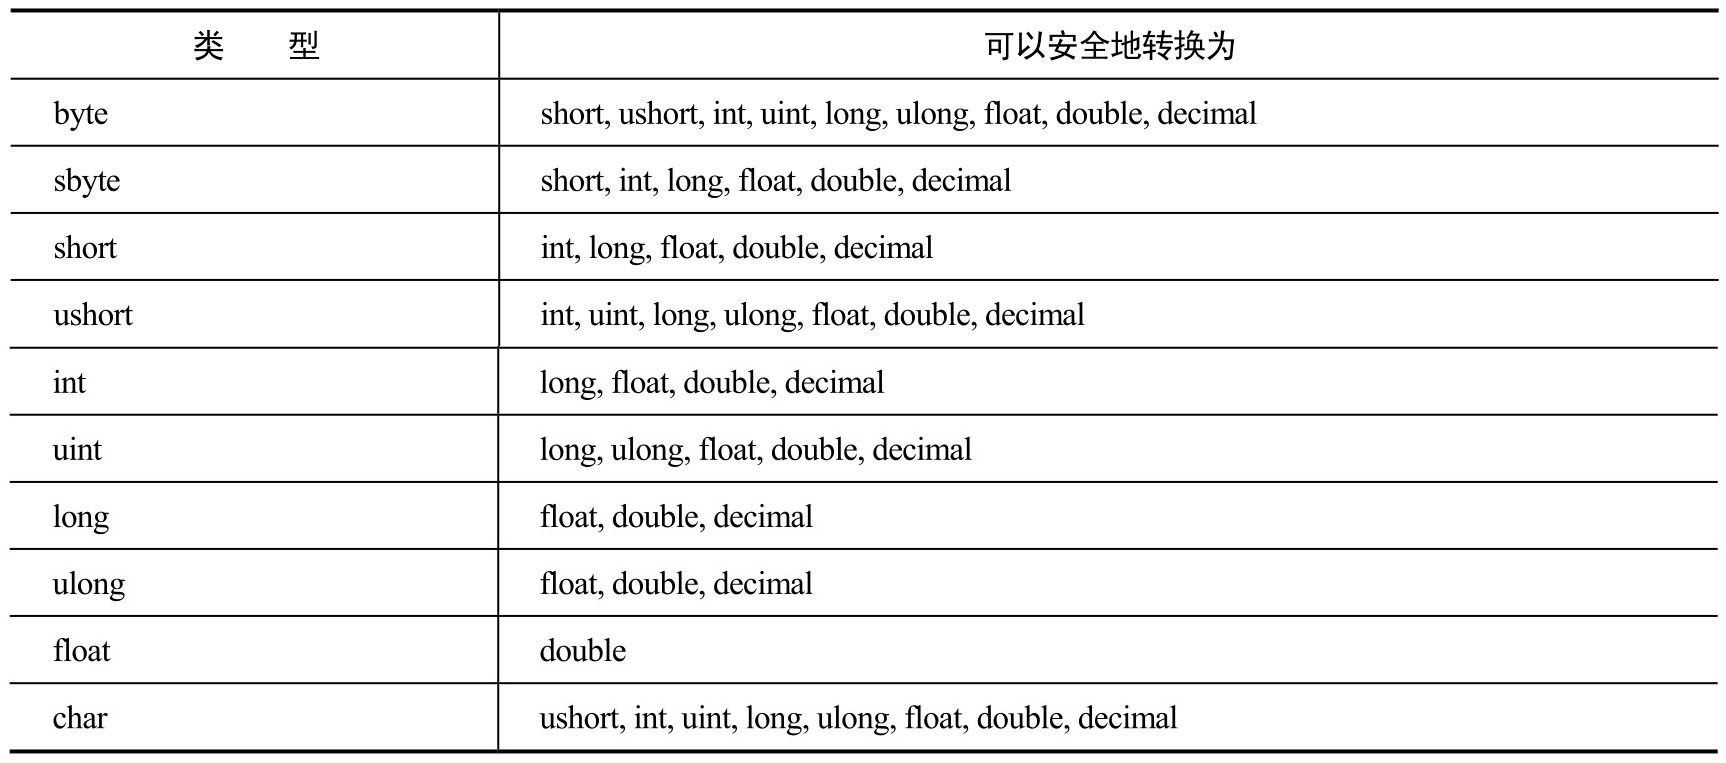 类 型 可以安全地转换为
byte short, ushort, int, uint, long, ulong, float, double, decimal
sbyte short, int, long, float, double, decimal
short int, long, float, double, decimal
ushort int, uint, long, ulong, float, double, decimal
int long, float, double, decimal
uint long, ulong, float, double, decimal
long float, double, decimal
ulong float, double, decimal
float double
char ushort, int, uint, long, ulong, float, double, decimal